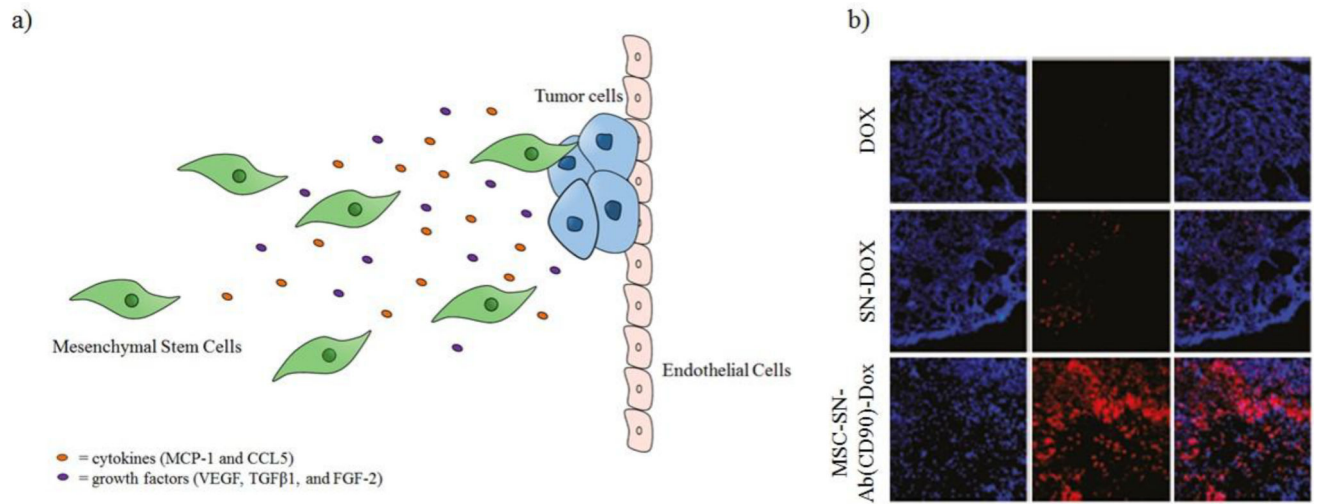 a)
Tumor cells
Mesenchymal Stem Cells
Endothelial Cells
= cytokines (MCP-1 and CCL5)
= growth factors (VEGF, TGFβ1, and FGF-2)
b)
DOX
SN-DOX
MSC-SN-
Ab(CD90)-Dox